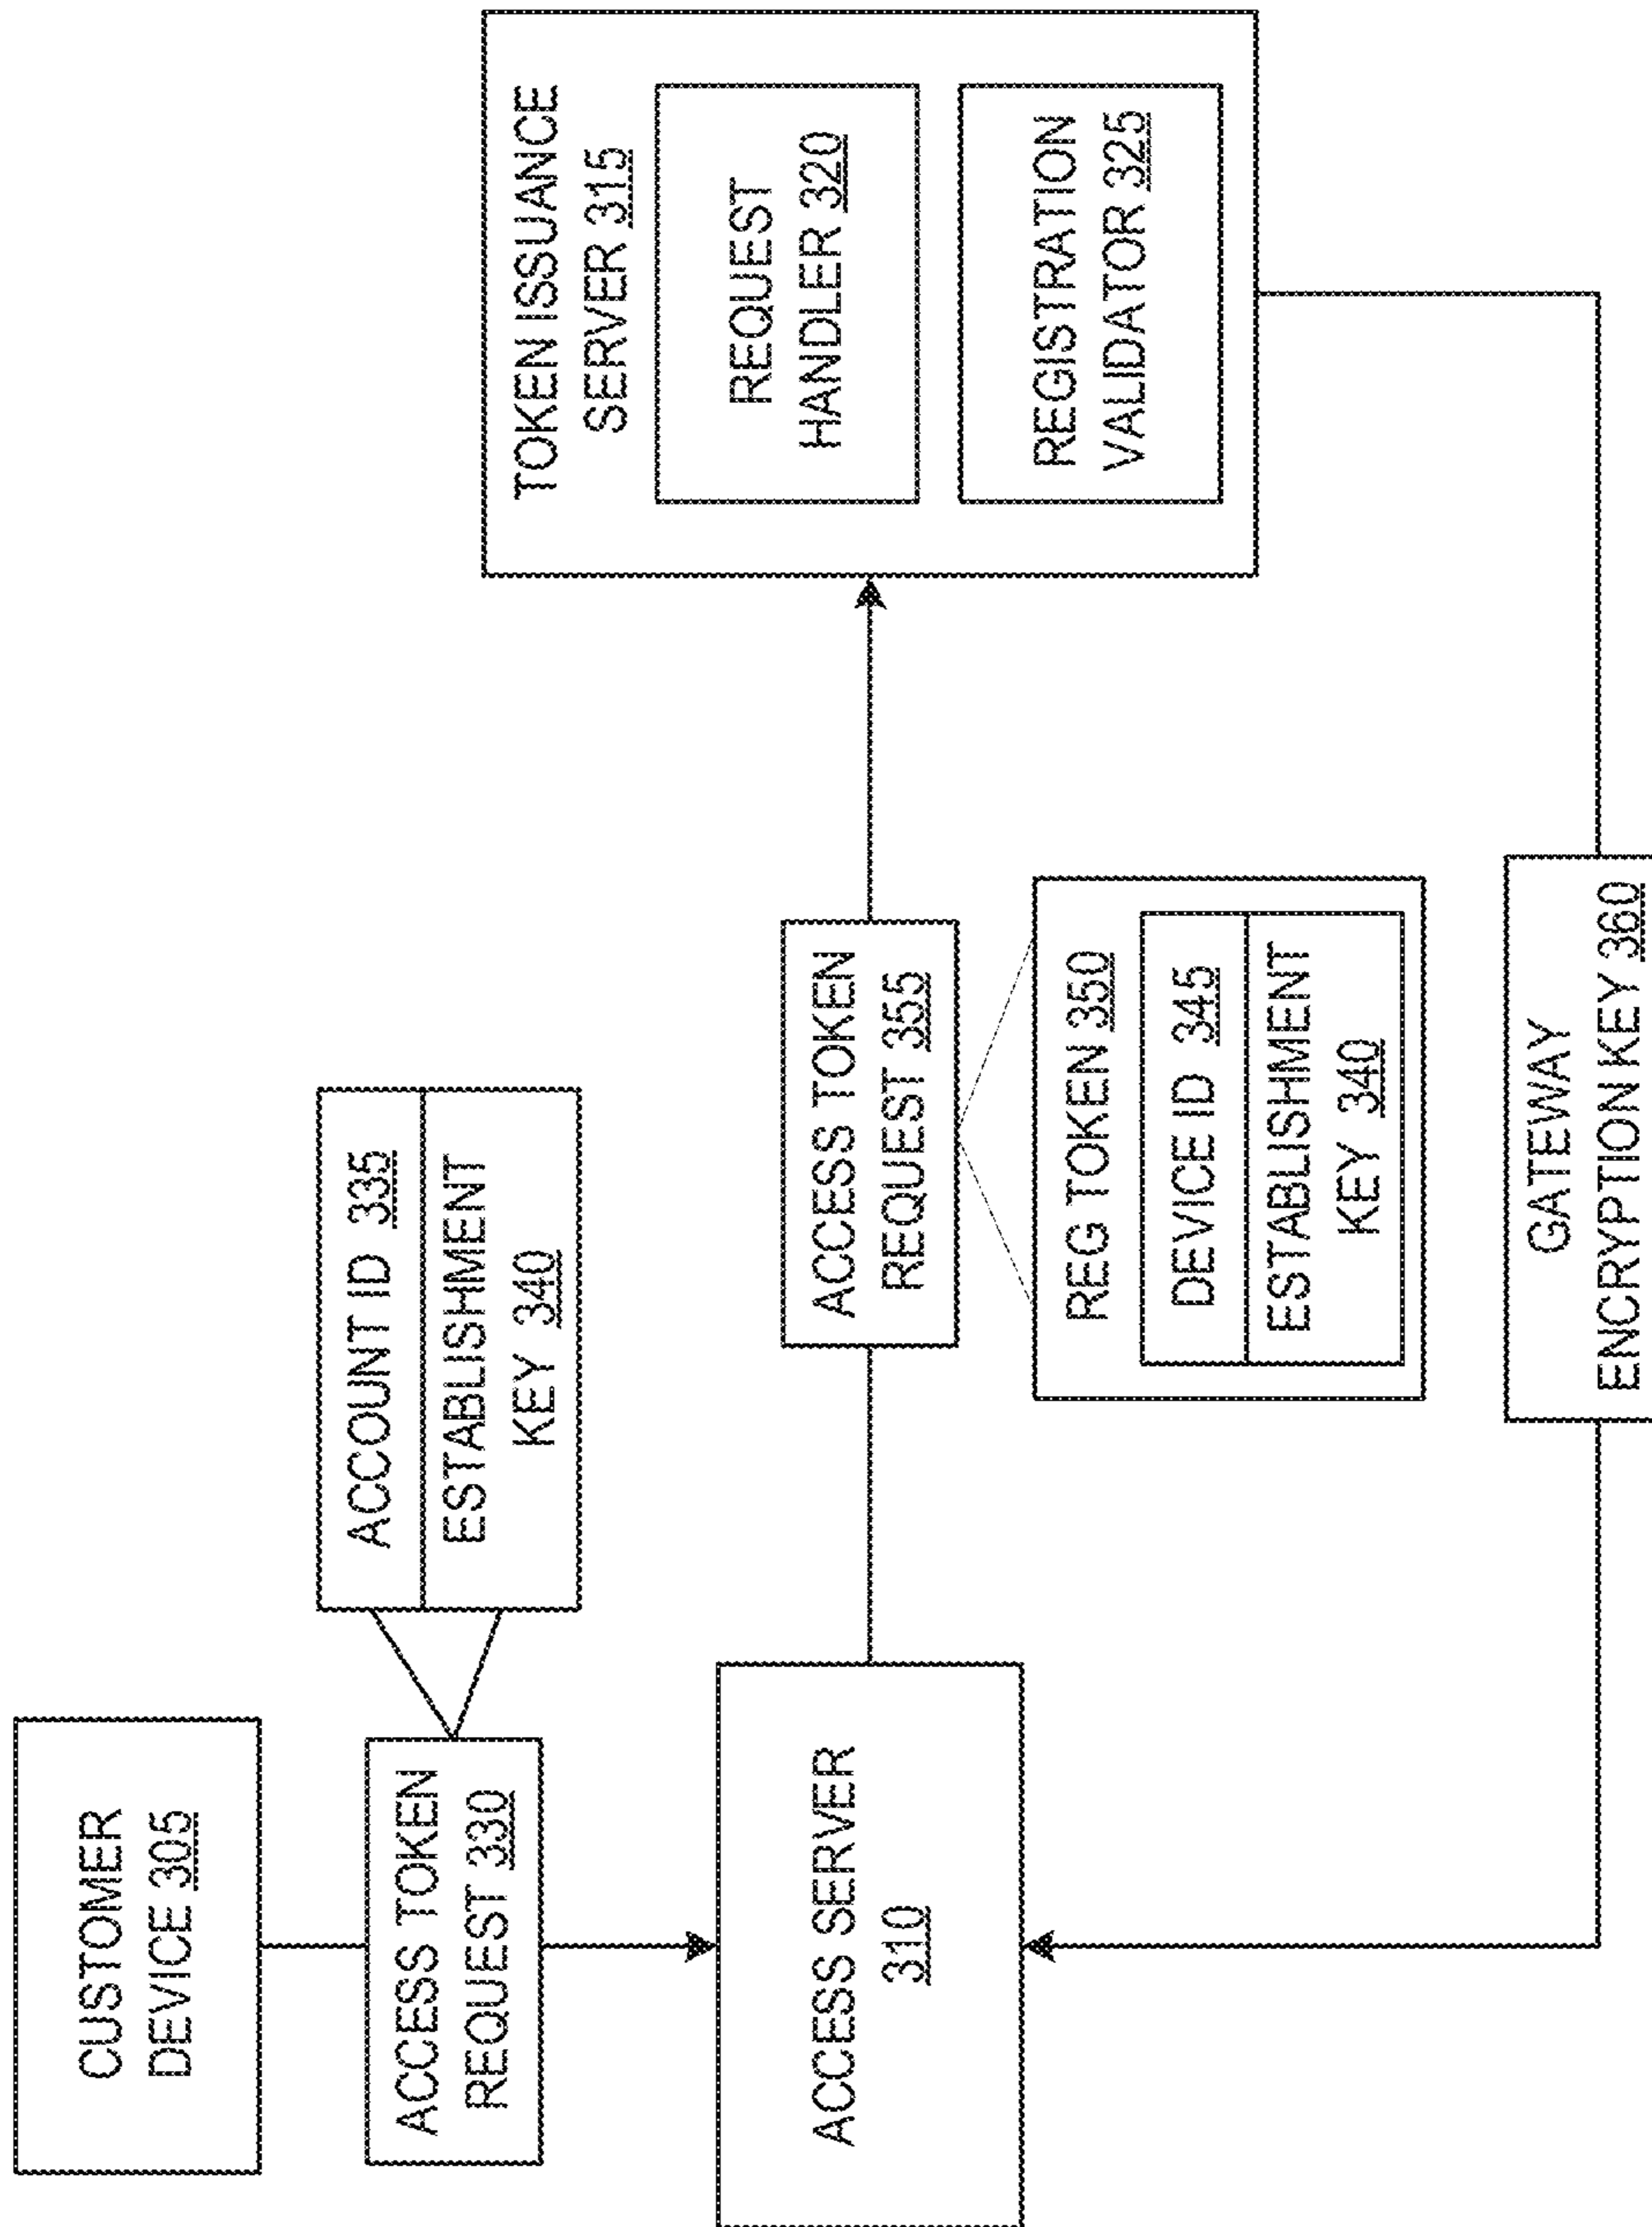 CUSTOMER
DEVICE 305
ACCESS TOKEN
REQUEST 330
ACCOUNT ID 335
ESTABLISHMENT
KEY 340
ACCESS SERVER
310
ACCESS TOKEN
REQUEST 355
REG TOKEN 350
DEVICE ID 345
ESTABLISHMENT
KEY 340
TOKEN ISSUANCE
SERVER 315
REQUEST
HANDLER 320
REGISTRATION
VALIDATOR 325
GATEWAY
ENCRYPTION KEY 360